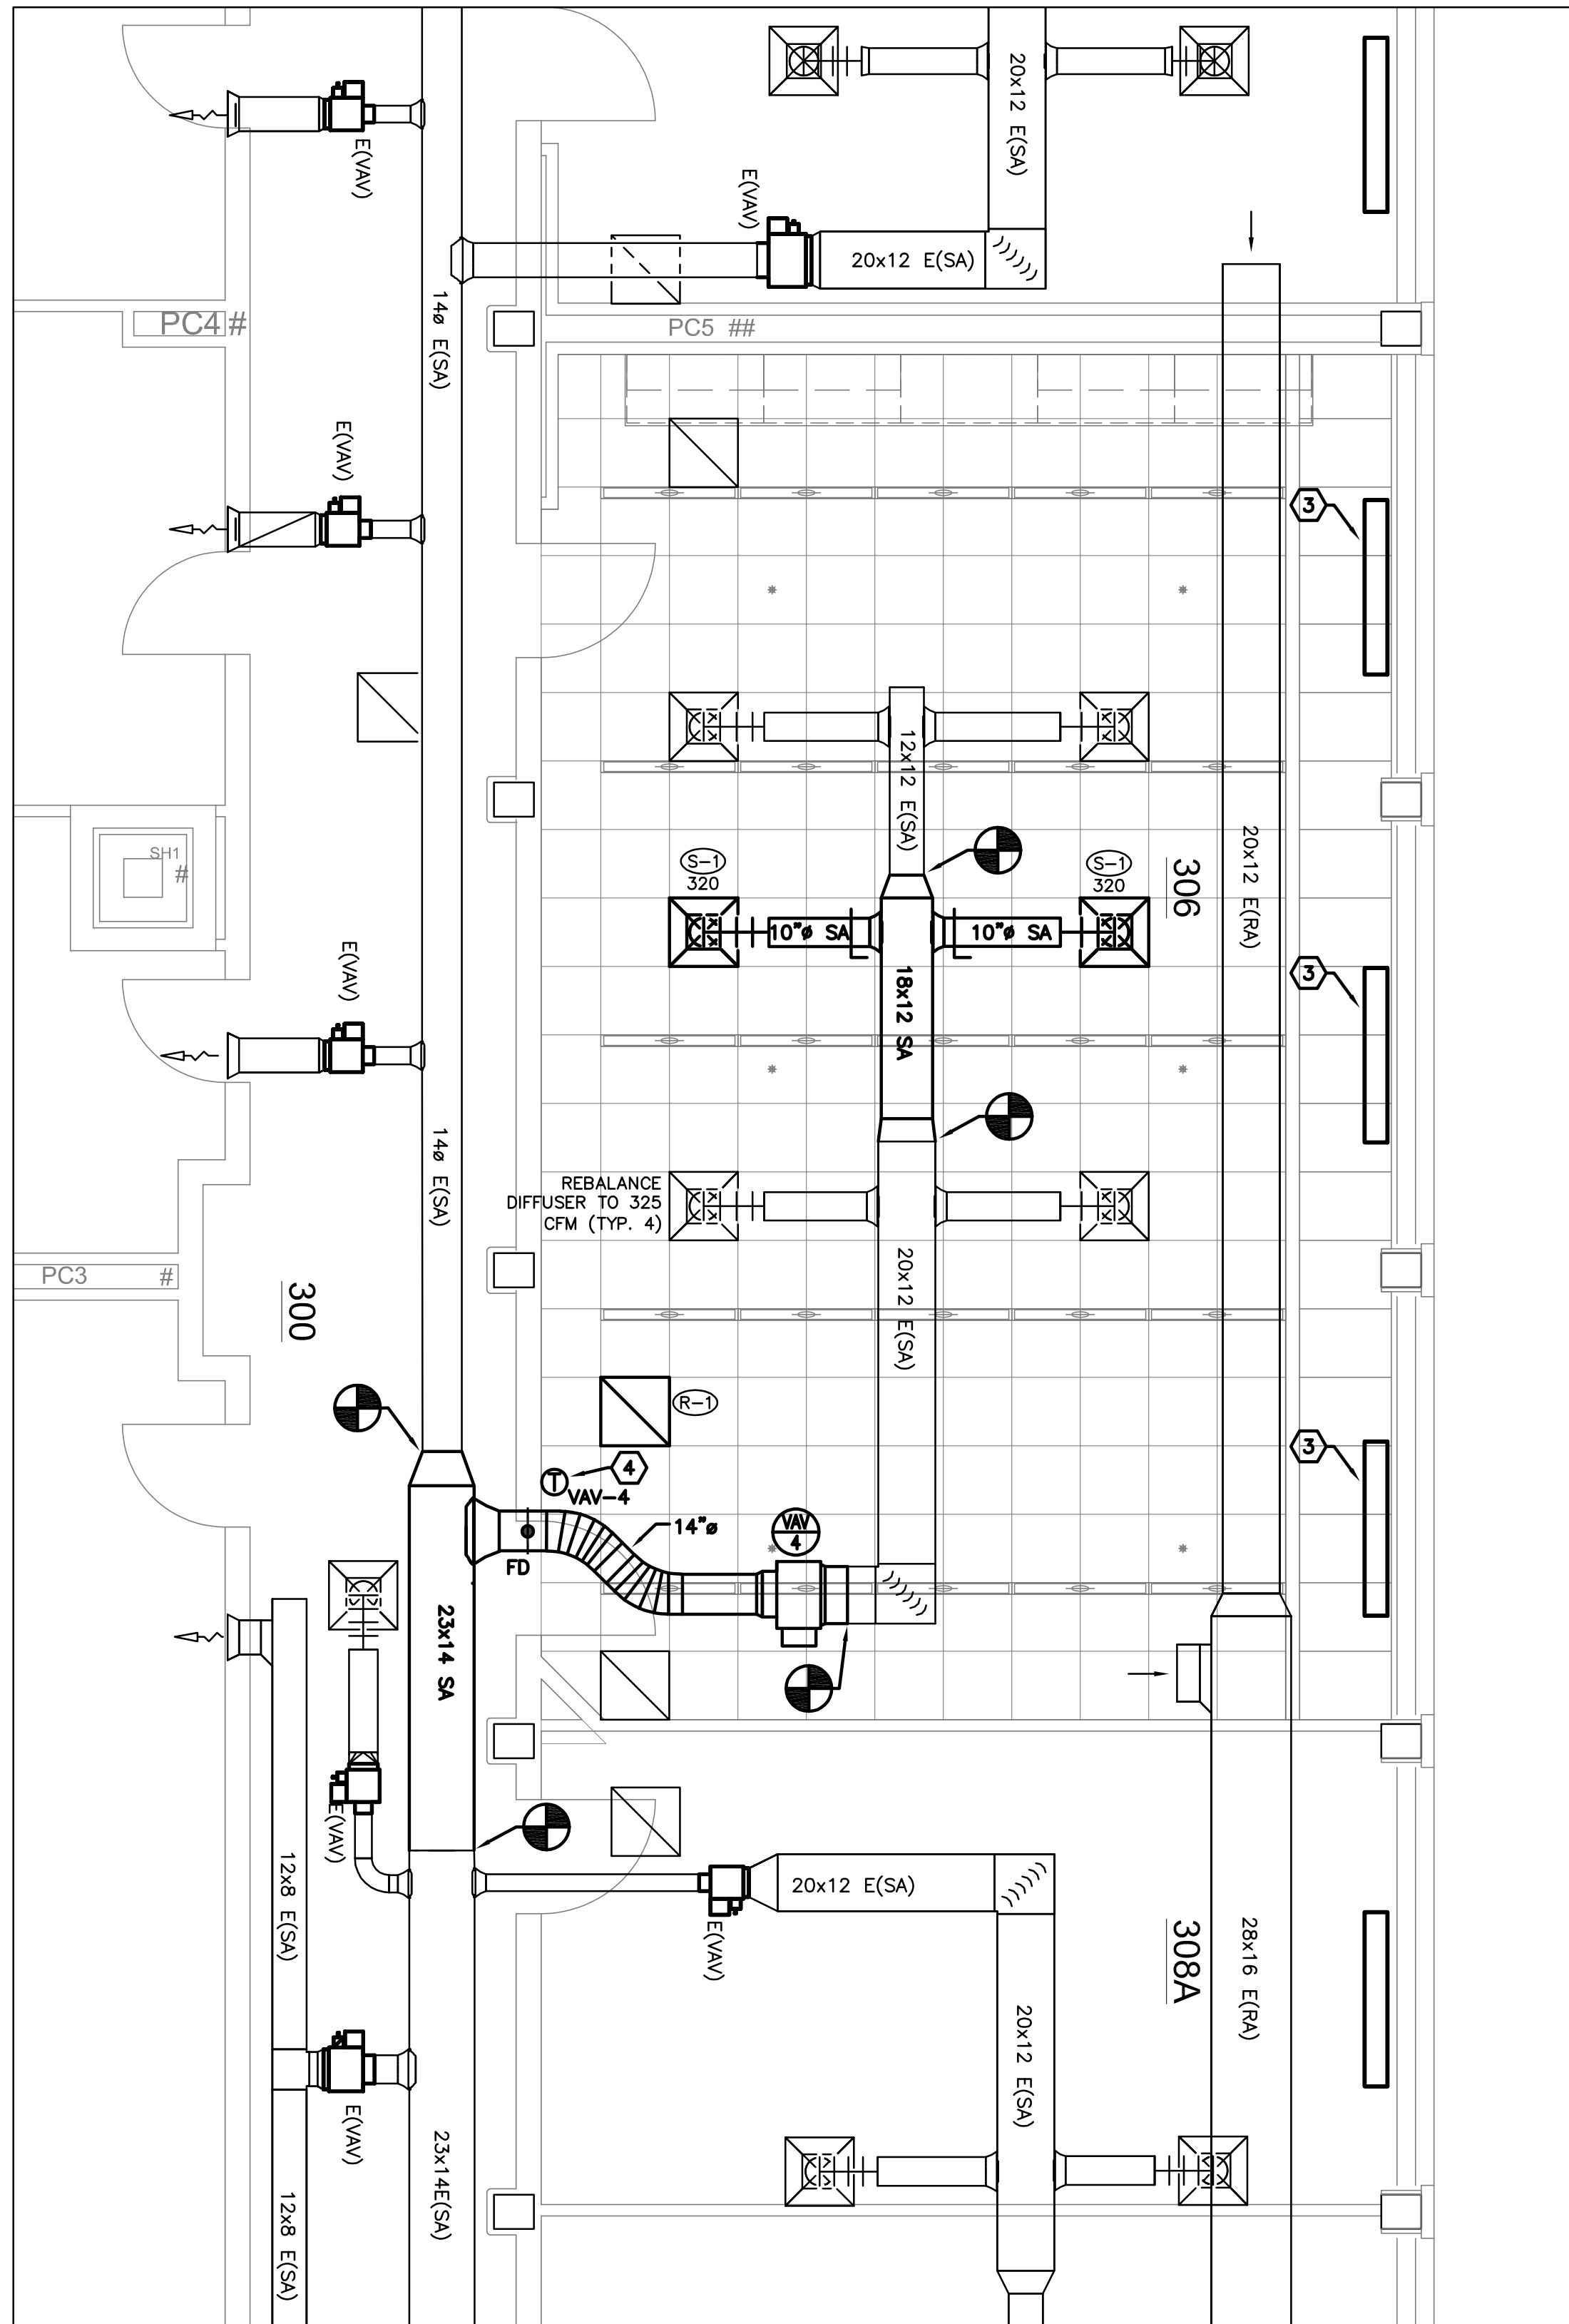 20x12 E(SA)
E(VAV)
E(VAV)
20x12 E(SA)
14ø E(SA)
PC4 #
PC5 ##
E(VAV)
3
12x12 E(SA)
20x12 E(RA)
SH1
#
S-1
320
S-1
320
306
10"ø SA
10"ø SA
E(VAV)
3
18x12 SA
14ø E(SA)
REBALANCE
DIFFUSER TO 325
CFM (TYP. 4)
20x12 E(SA)
PC3 #
300
R-1
3
4
T
VAV-4
14"ø
VAV
4
FD
23x14 SA
E(VAV)
12x8 E(SA)
20x12 E(SA)
E(VAV)
308A
28x16 E(RA)
20x12 E(SA)
E(VAV)
23x14E(SA)
12x8 E(SA)